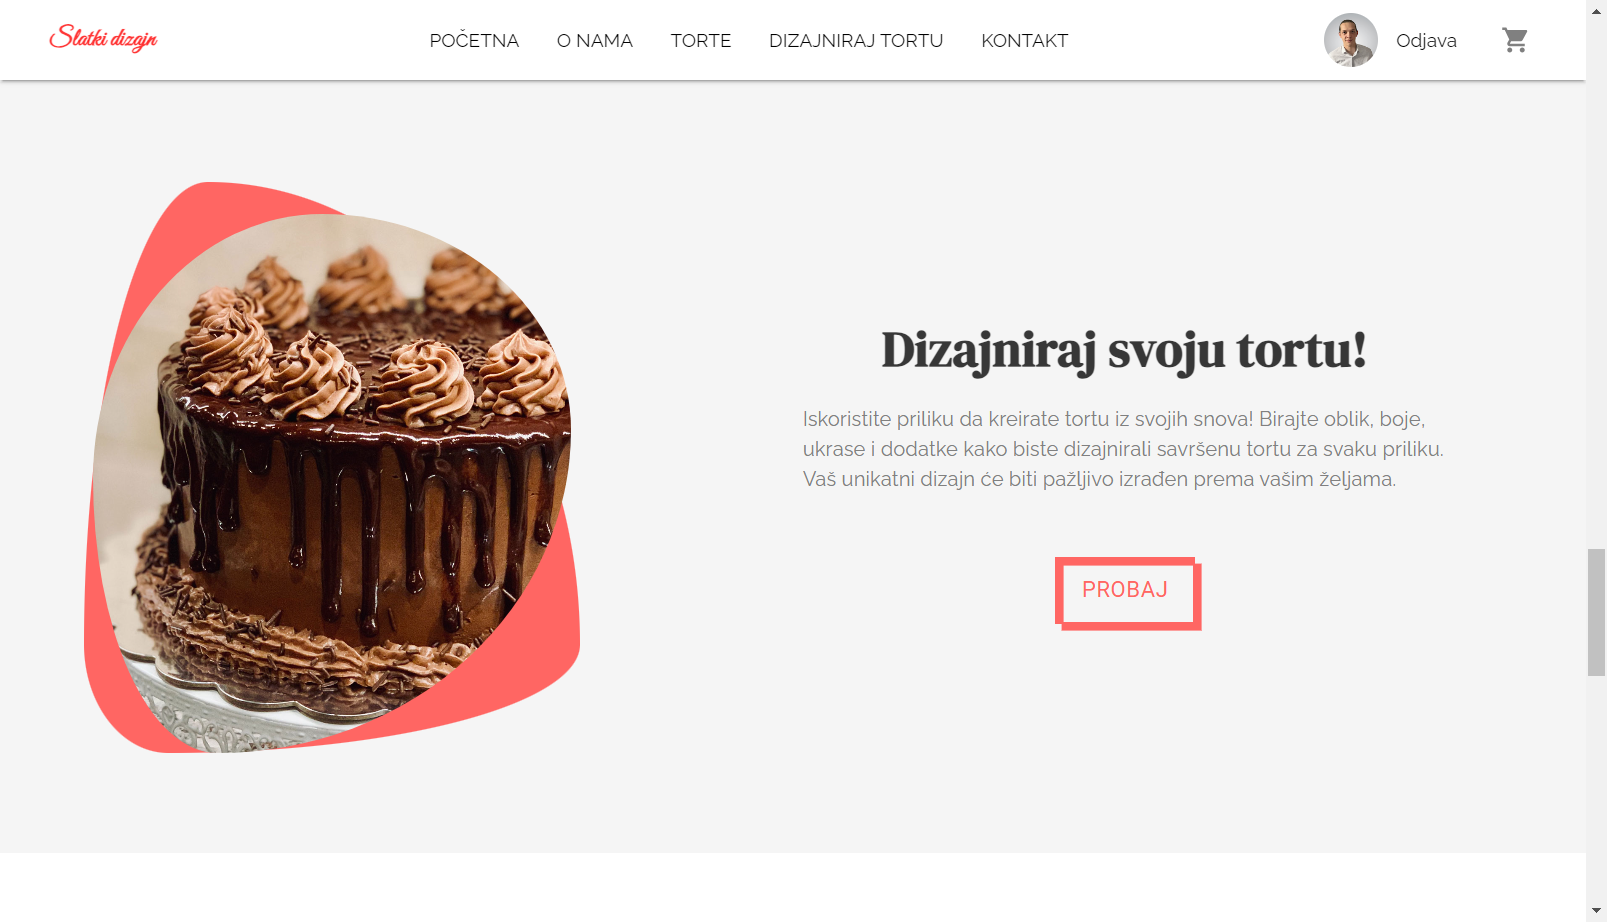 Slatki dizajn
POČETNA
O NAMA
TORTE
DIZAJNIRAJ TORTU
KONTAKT
Odjava
Dizajniraj svoju tortu!
Iskoristite priliku da kreirate tortu iz svojih snova! Birajte oblik, boje,
ukrase i dodatke kako biste dizajnirali savršenu tortu za svaku priliku.
Vaš unikatni dizajn će biti pažljivo izrađen prema vašim željama.
PROBAJ